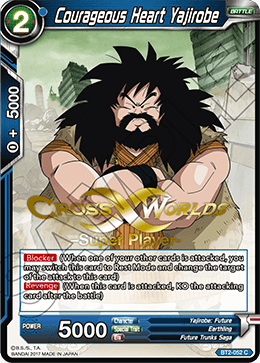 2
Courageous Heart Yajirobe
BATTLE
0 + 5000
CROSS WORLDS
-Super Player-
Blocker (When one of your other cards is attacked, you
may switch this card to Rest Mode and change the target
of the attack to this card)
Revenge (When this card is attacked, KO the attacking
card after the battle)
©B.S./S., T.A.
©BANDAI 2017 MADE IN JAPAN
POWER 5000
Character Yajirobe: Future
Special Trait Earthling
Era Future Trunks Saga
BT2-052 C